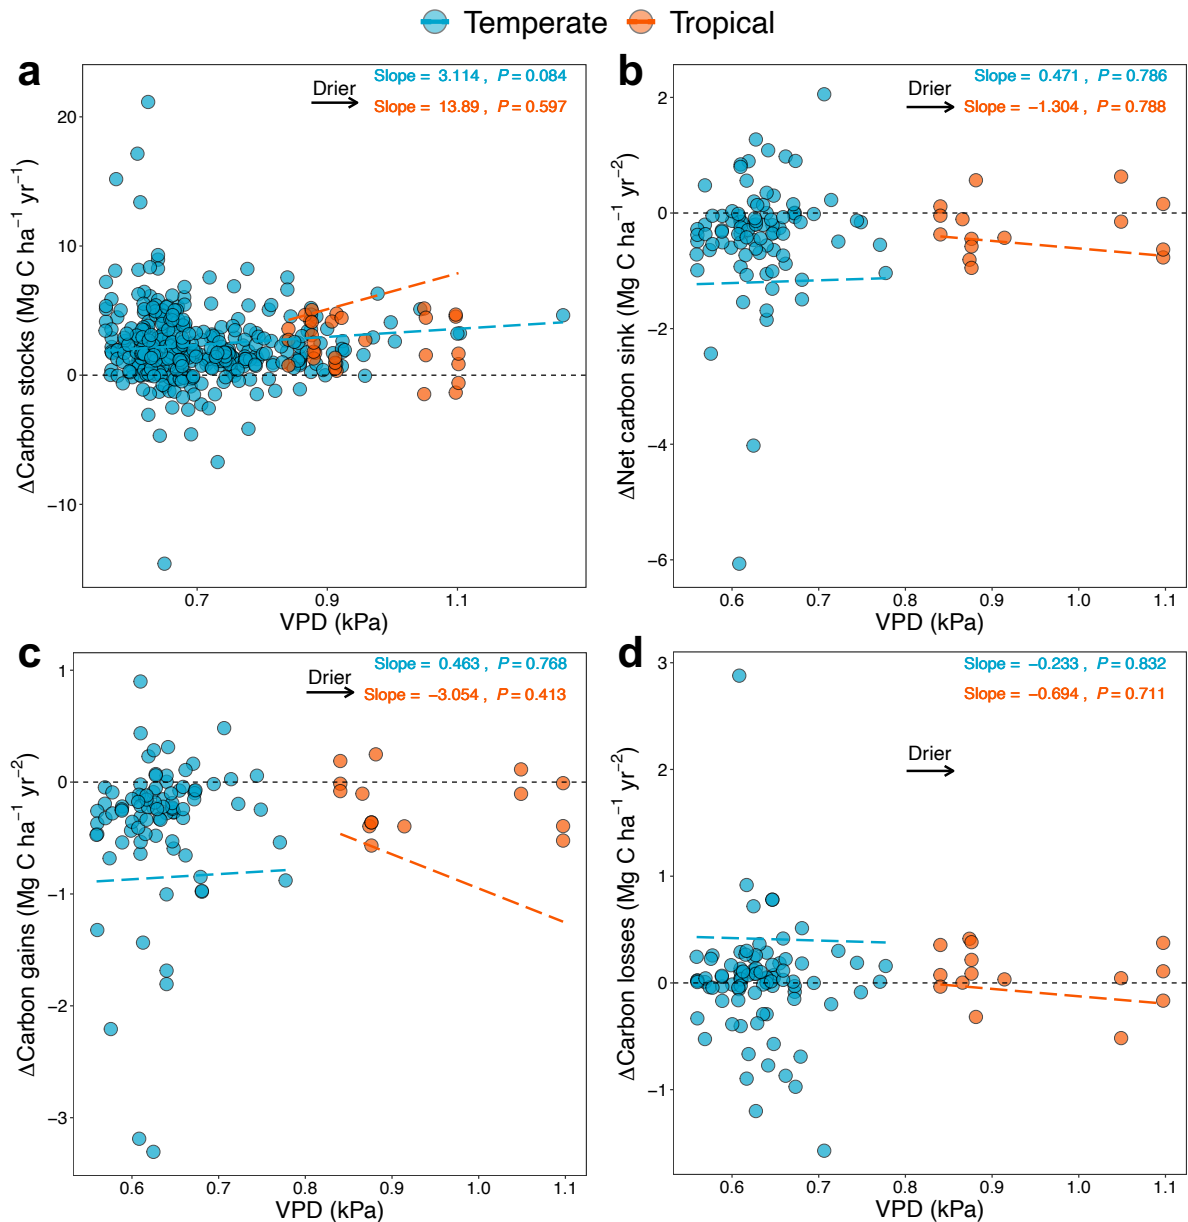 Temperate Tropical
a
Slope = 3.114 , P = 0.084
Drier
Slope = 13.89 , P = 0.597
20
10
0
−10
ΔCarbon stocks (Mg C ha⁻¹ yr⁻¹)
0.7 0.9 1.1
VPD (kPa)
b
Slope = 0.471 , P = 0.786
Drier
Slope = −1.304 , P = 0.788
2
0
−2
−4
−6
ΔNet carbon sink (Mg C ha⁻¹ yr⁻²)
0.6 0.7 0.8 0.9 1.0 1.1
VPD (kPa)
c
Slope = 0.463 , P = 0.768
Drier
Slope = −3.054 , P = 0.413
1
0
−1
−2
−3
ΔCarbon gains (Mg C ha⁻¹ yr⁻²)
0.6 0.7 0.8 0.9 1.0 1.1
VPD (kPa)
d
Slope = −0.233 , P = 0.832
Slope = −0.694 , P = 0.711
Drier
3
2
1
0
−1
ΔCarbon losses (Mg C ha⁻¹ yr⁻²)
0.6 0.7 0.8 0.9 1.0 1.1
VPD (kPa)